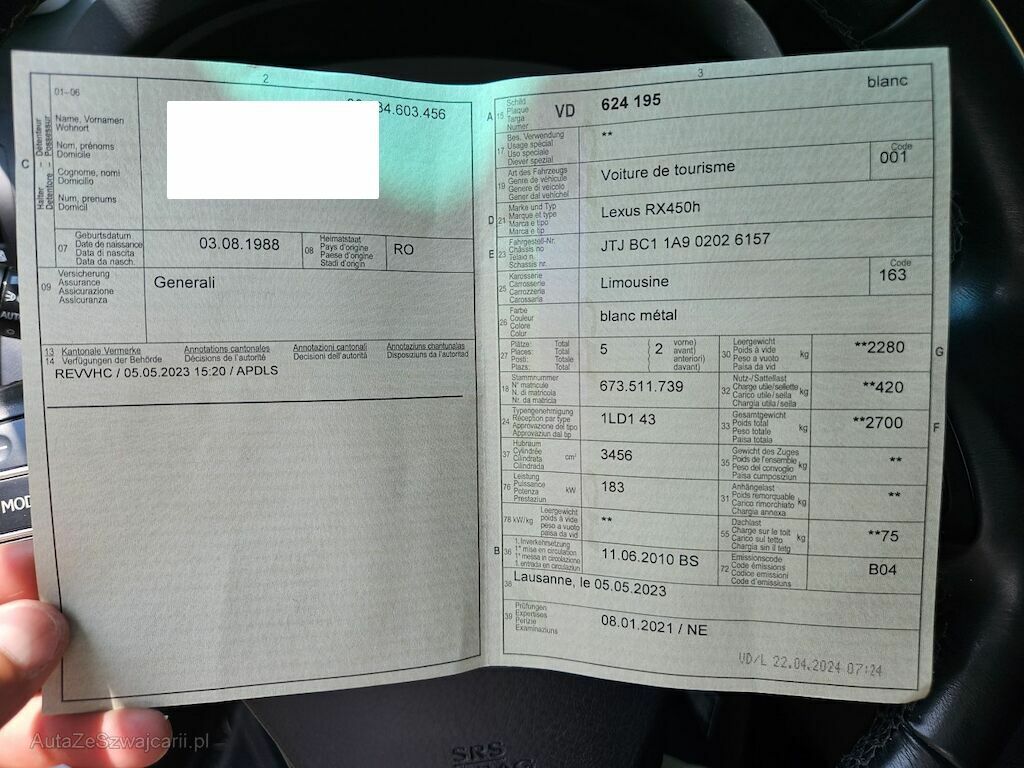 2
01-06
C
Halter - Détenteur
Detentore - Possessur
Name, Vornamen
Wohnort
Nom, prénoms
Domicile
Cognome, nomi
Domicilio
Num, prenums
Domicil
34.603.456
07
Geburtsdatum
Date de naissance
Data di nascita
Data da nasch.
03.08.1988
08
Heimatstaat
Pays d'origine
Paese d'origine
Stadi d'origin
RO
09
Versicherung
Assurance
Assicurazione
Assicuranza
Generali
13 Kantonale Vermerke Annotations cantonales Annotazioni cantonali Annotaziuns chantunalas
14 Verfügungen der Behörde Décisions de l'autorité Decisioni dell'autorità Disposiziuns da l'autoritad
REVVHC / 05.05.2023 15:20 / APDLS
3
blanc
A 15
Schild
Plaque
Targa
Numer
VD 624 195
17
Bes. Verwendung
Usage spécial
Uso speciale
Diever spezial
**
19
Art des Fahrzeugs
Genre de véhicule
Genere di veicolo
Gener dal vehichel
Voiture de tourisme
Code
001
D 21
Marke und Typ
Marque et type
Marca e tipo
Marca e tip
Lexus RX450h
E 23
Fahrgestell-Nr.
Châssis no
Telaio n.
Schassis nr.
JTJ BC1 1A9 0202 6157
25
Karosserie
Carrosserie
Carrozzeria
Carossaria
Limousine
Code
163
26
Farbe
Couleur
Colore
Colur
blanc métal
27
Plätze: Total
Places: Total
Posti: Totale
Plazs: Total
5
( 2
vorne)
avant)
anteriori)
davant)
30
Leergewicht
Poids à vide
Peso a vuoto
Paisa da vid
kg
**2280
G
18
Stammnummer
N° matricule
N. di matricola
Nr. da matricla
673.511.739
32
Nutz-/Sattellast
Charge utile/sellette
Carico utile/sella
Chargia utila/sella
kg
**420
24
Typengenehmigung
Réception par type
Approvazione del tipo
Approvaziun dal tip
1LD1 43
33
Gesamtgewicht
Poids total
Peso totale
Paisa totala
kg
**2700
F
37
Hubraum
Cylindrée
Cilindrata
Cilindrada
cm³
3456
35
Gewicht des Zuges
Poids de l'ensemble
Peso del convoglio
Paisa cumposiziun
kg
**
76
Leistung
Puissance
Potenza
Prestaziun
kW
183
31
Anhängelast
Poids remorquable
Carico rimorchiato
Chargia annexa
kg
**
78 kW/kg
Leergewicht
poids à vide
peso a vuoto
paisa da vid
**
55
Dachlast
Charge sur le toit
Carico sul tetto
Chargia sin il tetg
kg
**75
B 36
1. Inverkehrsetzung
1re mise en circulation
1a messa in circolazione
1. entrada en circulaziun
11.06.2010 BS
72
Emissionscode
Code émissions
Codice emissioni
Code d'emissiuns
B04
38
Lausanne, le 05.05.2023
39
Prüfungen
Expertises
Perizie
Examinaziuns
08.01.2021 / NE
VD/L 22.04.2024 07:24
AutaZeSzwajcarii.pl
SRS
MOD